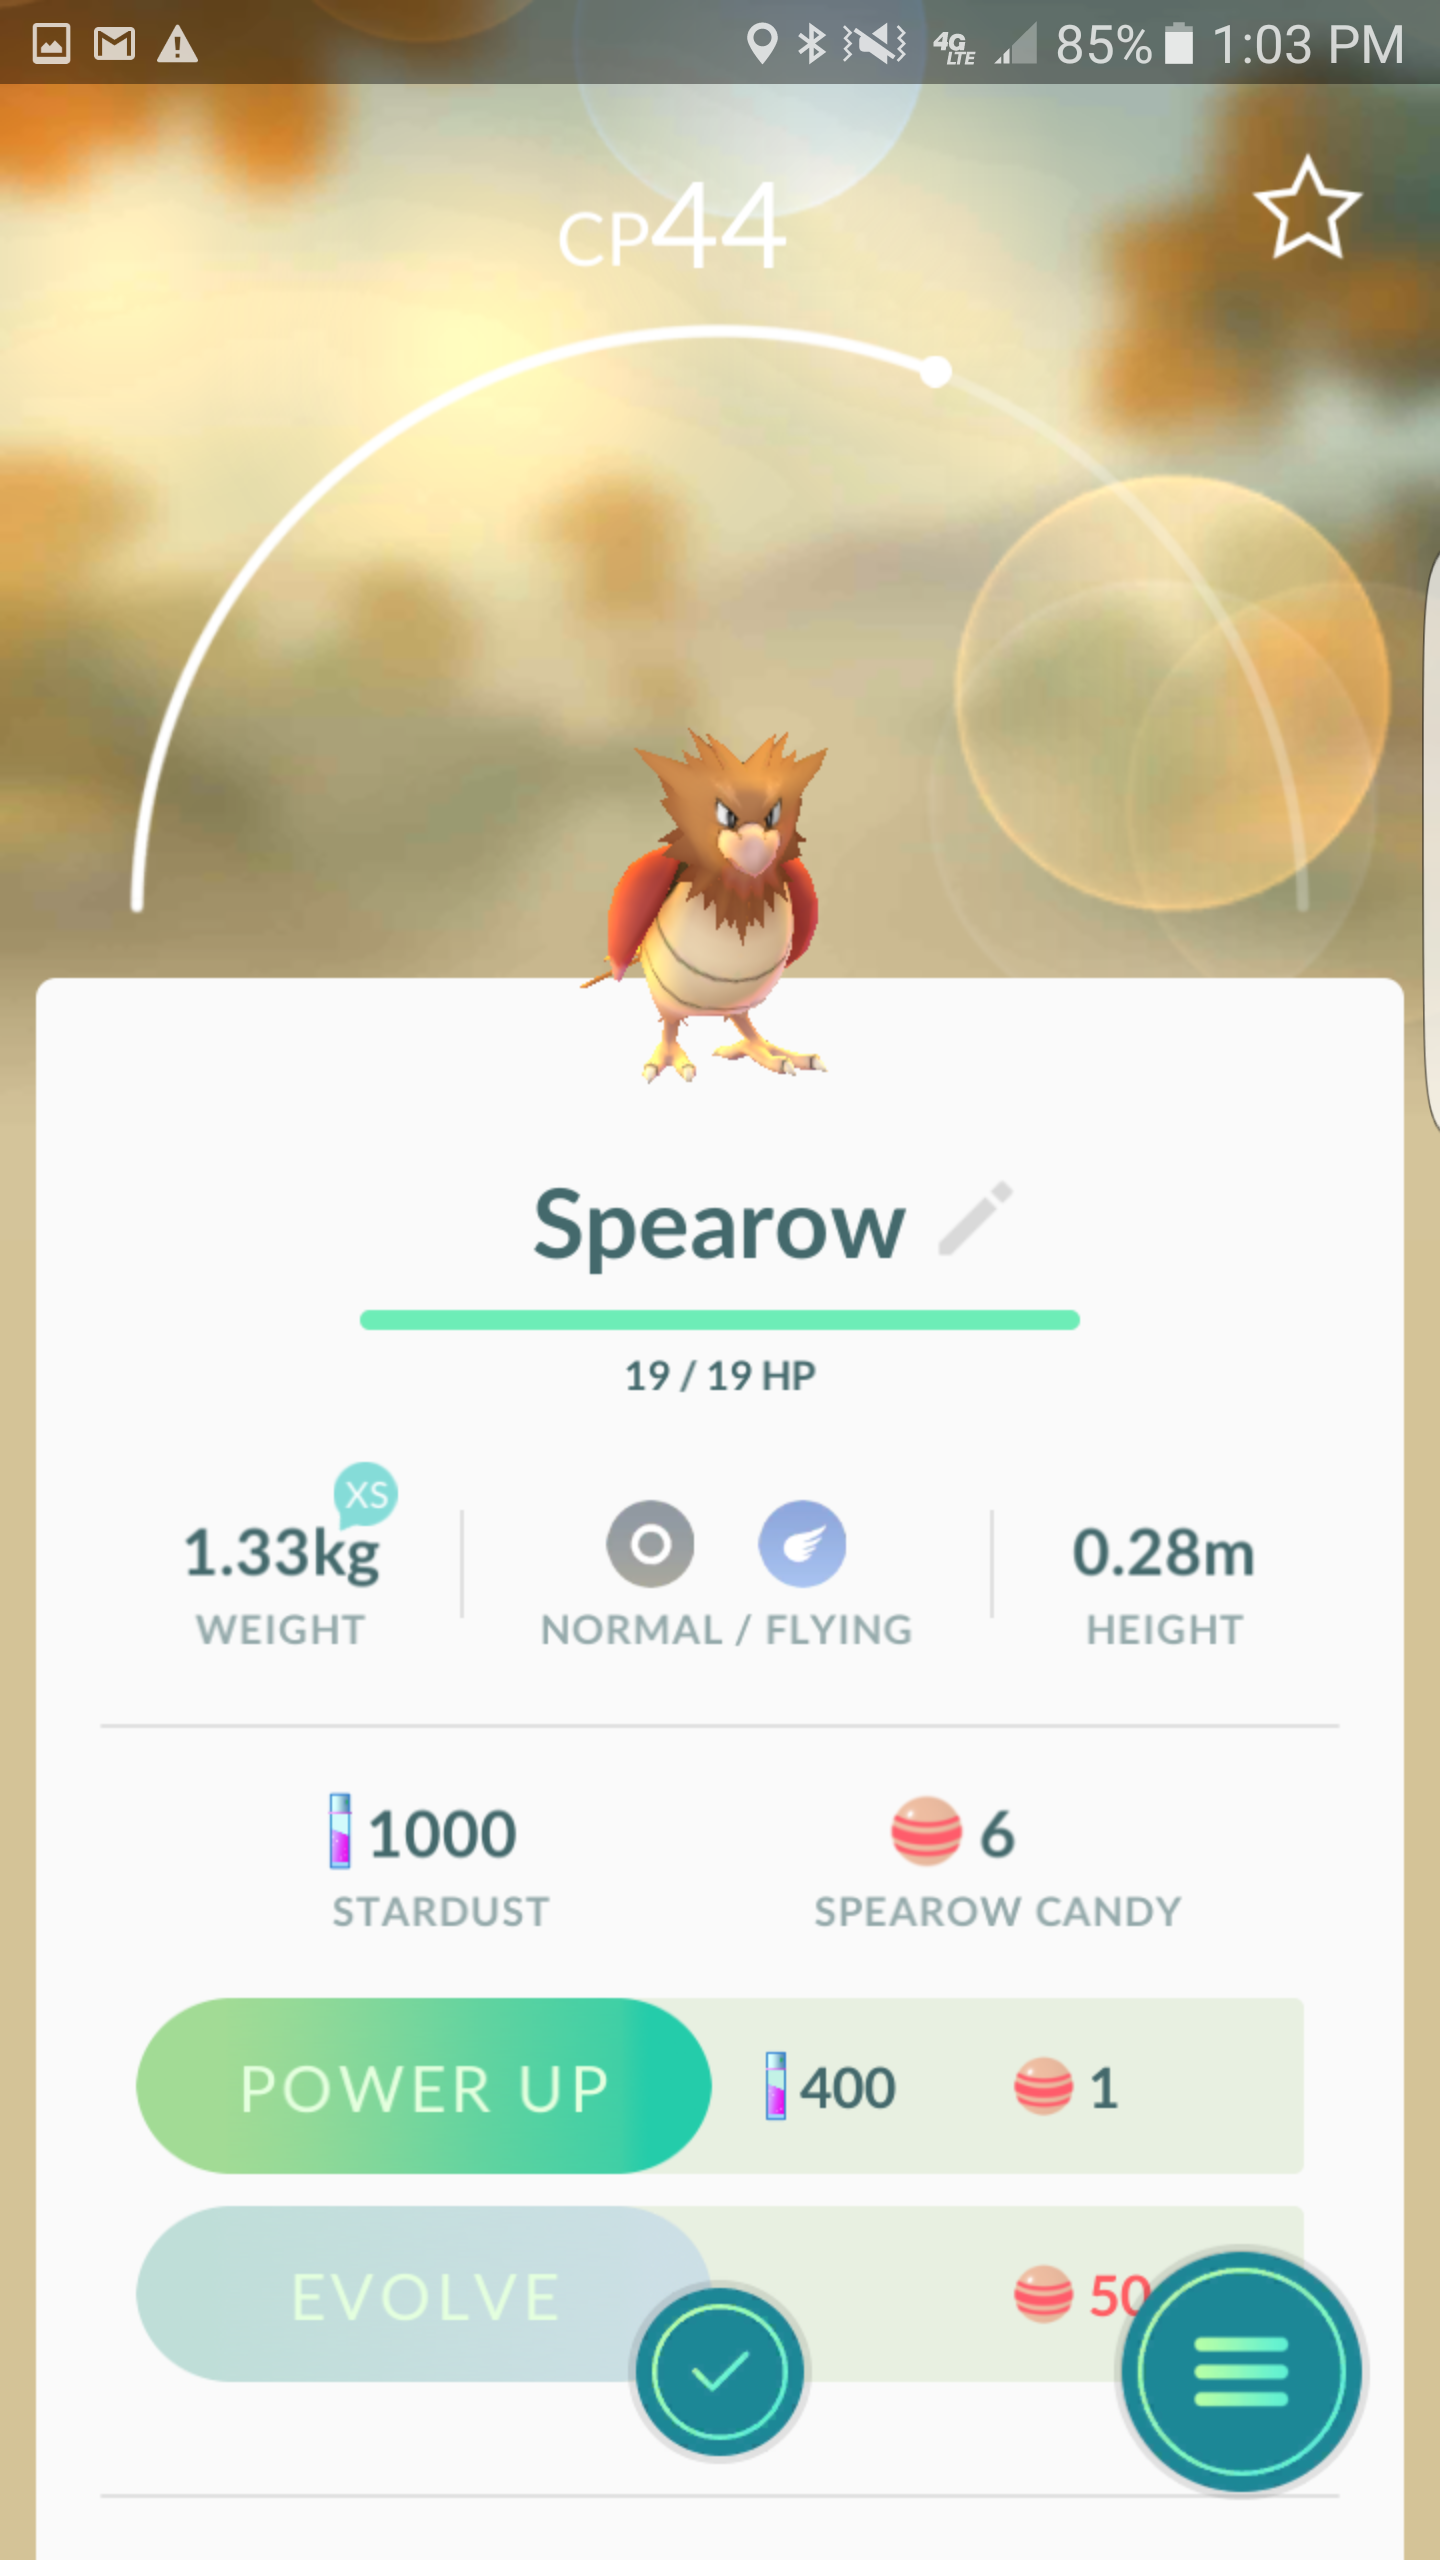 4G LTE 85% 1:03 PM
CP44
Spearow
19 / 19 HP
XS
1.33kg
WEIGHT
NORMAL / FLYING
0.28m
HEIGHT
1000
STARDUST
6
SPEAROW CANDY
POWER UP 400 1
EVOLVE 50